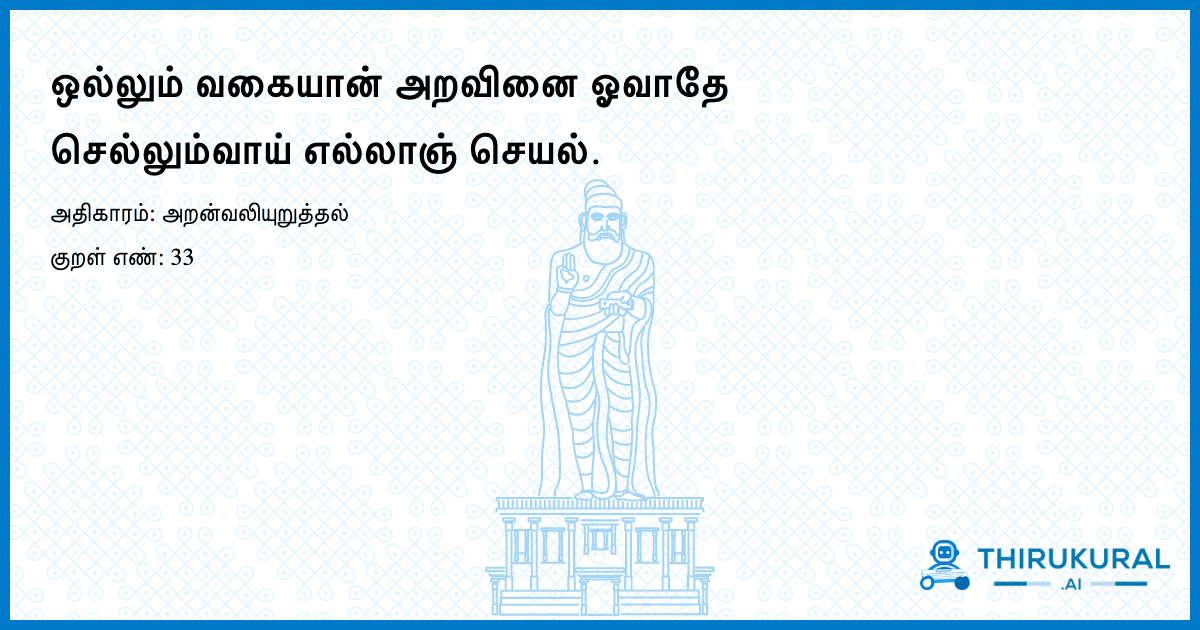 ஒல்லும் வகையான் அறவினை ஓவாதே
செல்லும்வாய் எல்லாஞ் செயல்.
அதிகாரம்: அறன்வலியுறுத்தல்
குறள் எண்: 33
THIRUKURAL
.AI